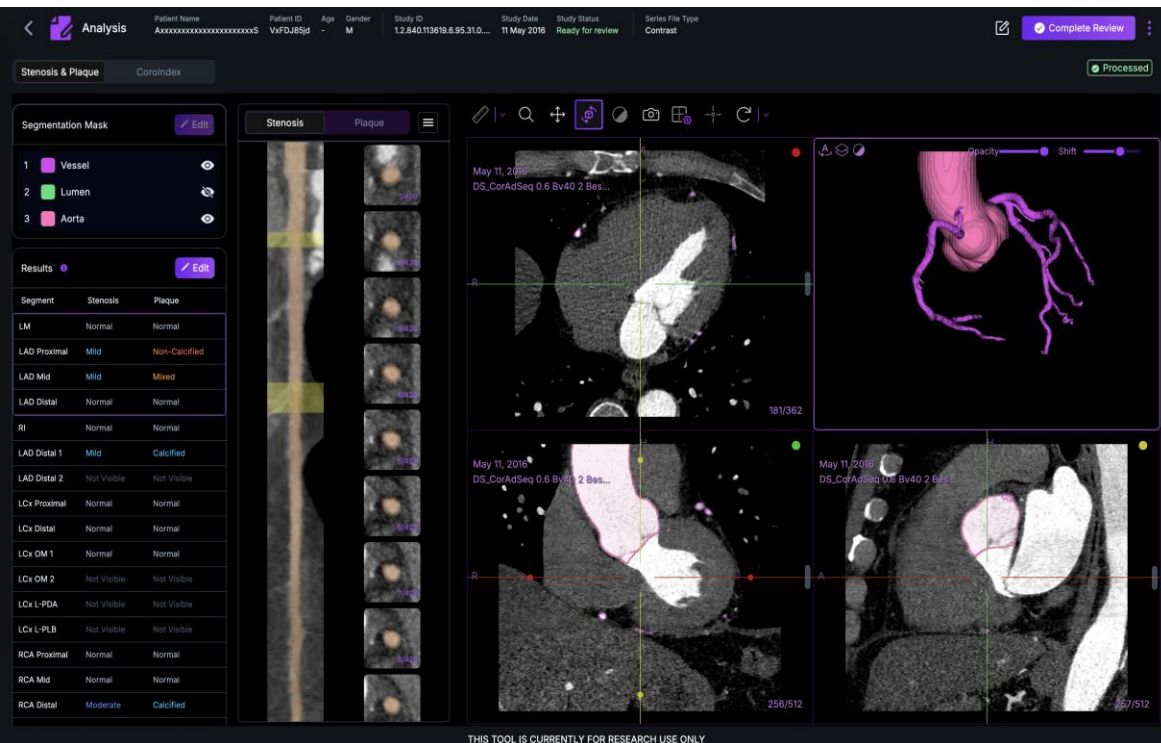 Analysis
Patient Name
AxxxxxxxxxxxxxxxxxxxxxxS
Patient ID
VxFDJ85jd
Age
-
Gender
M
Study ID
1.2.840.113619.6.95.31.0....
Study Date
11 May 2016
Study Status
Ready for review
Series File Type
Contrast
Complete Review
Stenosis & Plaque Coroindex
Processed
Segmentation Mask Edit
1 Vessel
2 Lumen
3 Aorta
Results Edit
Segment Stenosis Plaque
LM Normal Normal
LAD Proximal Mild Non-Calcified
LAD Mid Mild Mixed
LAD Distal Normal Normal
RI Normal Normal
LAD Distal 1 Mild Calcified
LAD Distal 2 Not Visible Not Visible
LCx Proximal Normal Normal
LCx Distal Normal Normal
LCx OM 1 Normal Normal
LCx OM 2 Not Visible Not Visible
LCx L-PDA Not Visible Not Visible
LCx L-PLB Not Visible Not Visible
RCA Proximal Normal Normal
RCA Mid Normal Normal
RCA Distal Moderate Calcified
Stenosis Plaque
A
May 11, 2016
DS_CorAdSeq 0.6 Bv40 2 Bes...
R
181/362
Opacity Shift
H
May 11, 2016
DS_CorAdSeq 0.6 Bv40 2 Bes...
R
256/512
H
May 11, 2016
DS_CorAdSeq 0.6 Bv40 2 Bes...
A
257/512
THIS TOOL IS CURRENTLY FOR RESEARCH USE ONLY